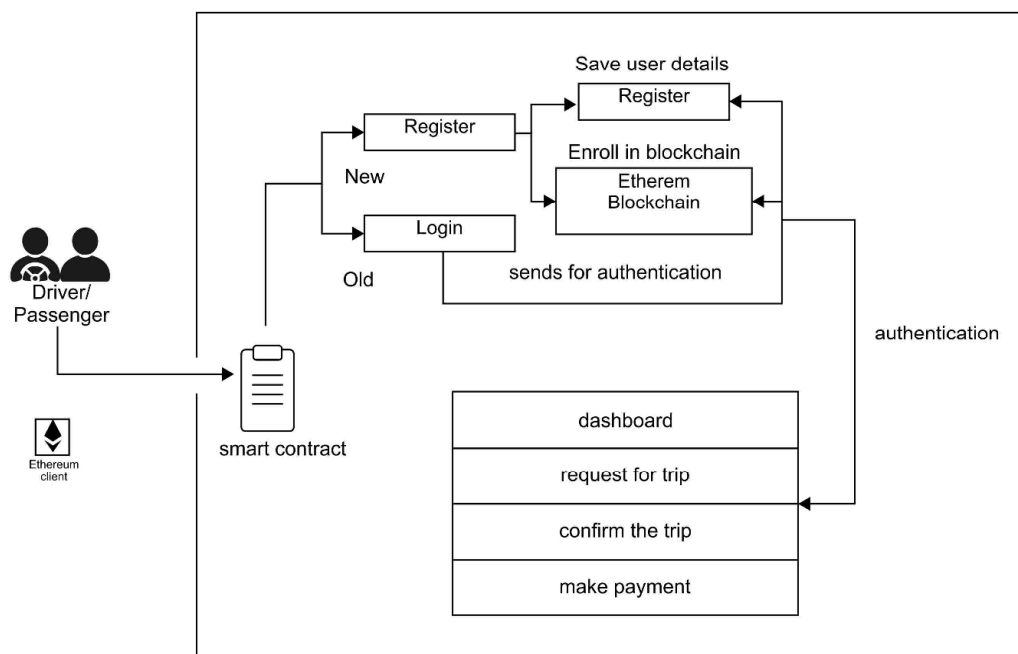 Save user details
Register
Register
Enroll in blockchain
New
Etherem
Blockchain
Login
Old
sends for authentication
Driver/
Passenger
authentication
smart contract
Ethereum
client
dashboard
request for trip
confirm the trip
make payment